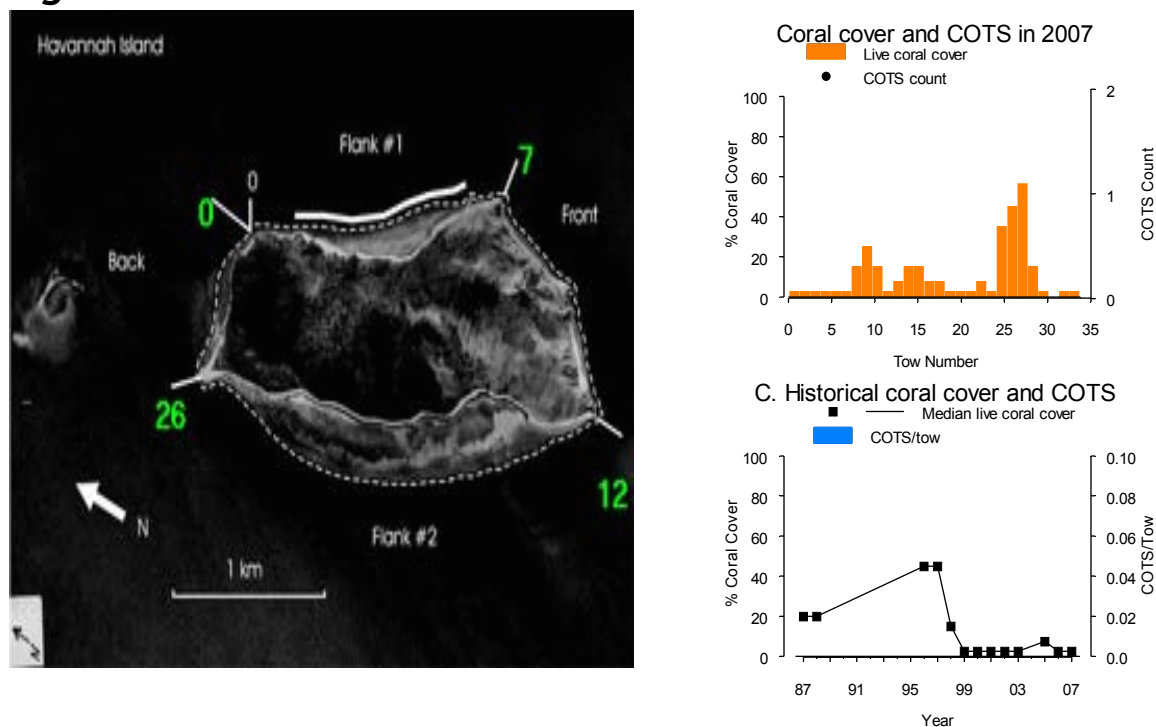 Havannah Island
Flank #1
0
0
7
Front
Back
26
12
N
Flank #2
1 km
Coral cover and COTS in 2007
Live coral cover
COTS count
100
80
60
40
20
0
% Coral Cover
2
1
0
COTS Count
0 5 10 15 20 25 30 35
Tow Number
C. Historical coral cover and COTS
Median live coral cover
COTS/tow
100
80
60
40
20
0
% Coral Cover
0.10
0.08
0.06
0.04
0.02
0.0
COTS/Tow
87 91 95 99 03 07
Year